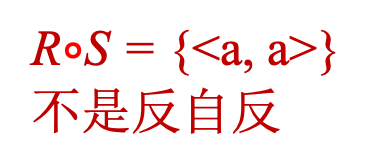 R∘S = {<a, a>}
不是反自反